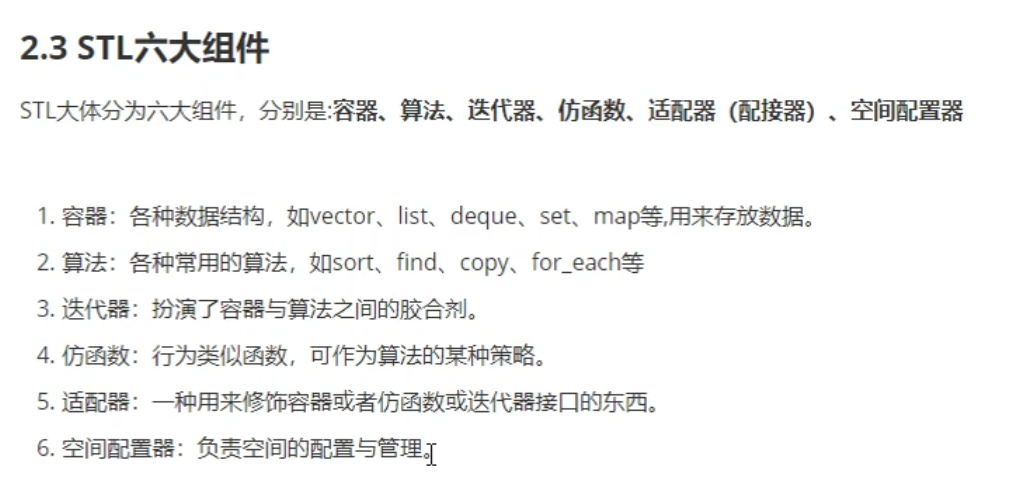 2.3 STL六大组件
STL大体分为六大组件，分别是:容器、算法、迭代器、仿函数、适配器（配接器）、空间配置器
1. 容器：各种数据结构，如vector、list、deque、set、map等,用来存放数据。
2. 算法：各种常用的算法，如sort、find、copy、for_each等
3. 迭代器：扮演了容器与算法之间的胶合剂。
4. 仿函数：行为类似函数，可作为算法的某种策略。
5. 适配器：一种用来修饰容器或者仿函数或迭代器接口的东西。
6. 空间配置器：负责空间的配置与管理。